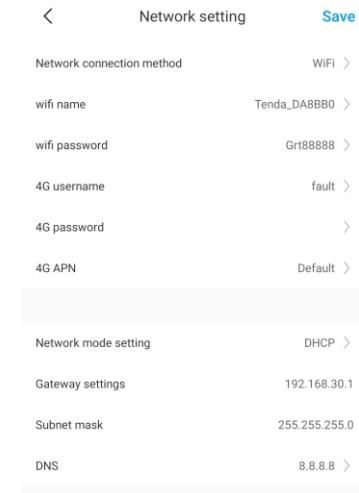 Network setting Save
Network connection method WiFi
wifi name Tenda_DA8BB0
wifi password Grt88888
4G username fault
4G password
4G APN Default
Network mode setting DHCP
Gateway settings 192.168.30.1
Subnet mask 255.255.255.0
DNS 8.8.8.8